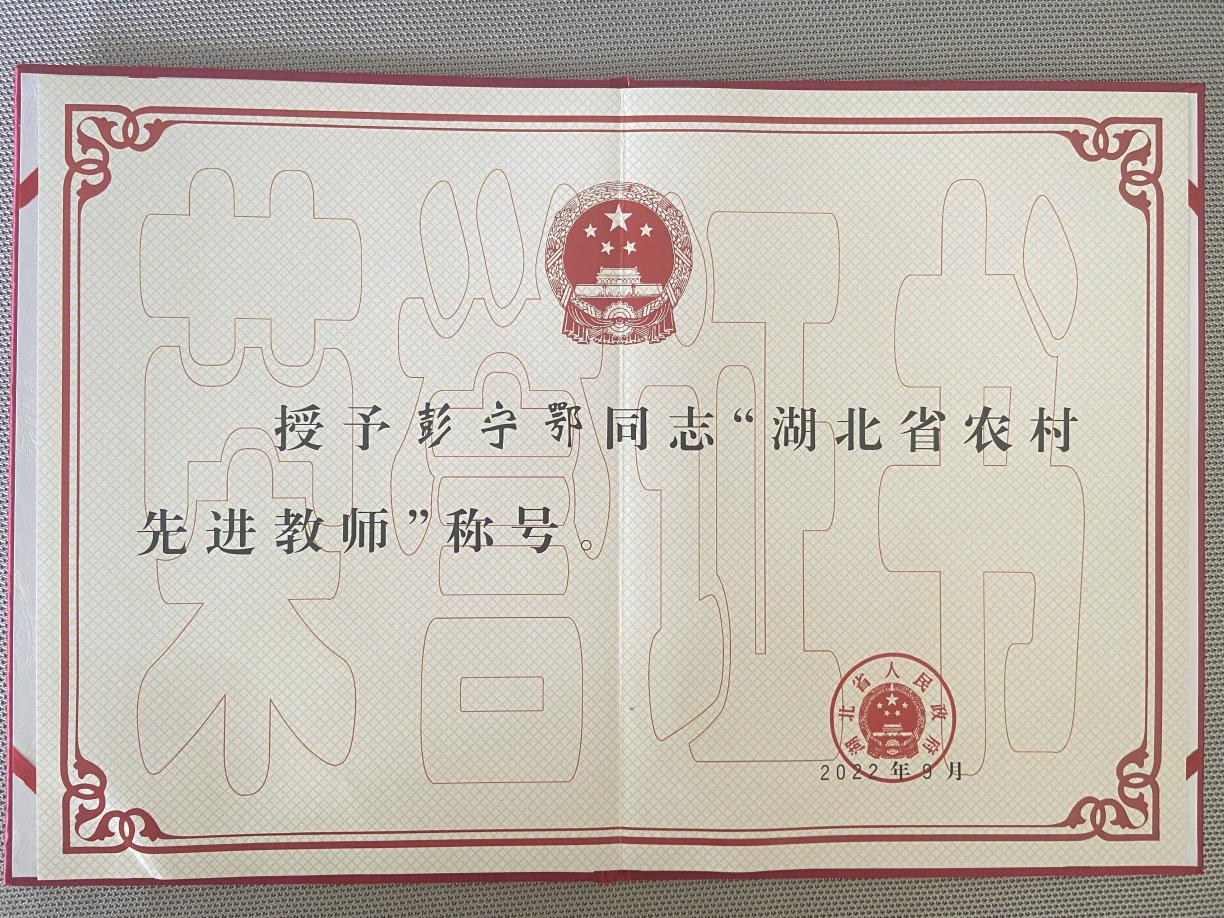 荣誉证书
授予彭宁鄂同志“湖北省农村
先进教师”称号。
湖北省人民政府
2022年9月